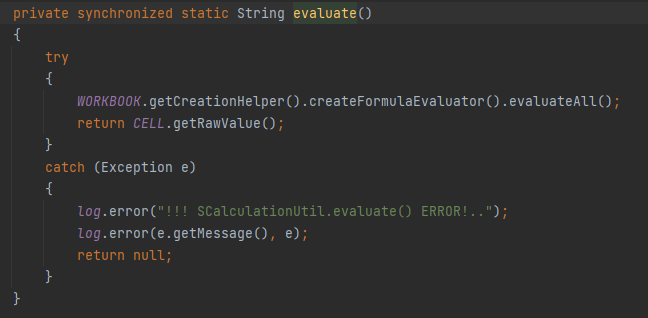 private synchronized static String evaluate()
{
try
{
WORKBOOK.getCreationHelper().createFormulaEvaluator().evaluateAll();
return CELL.getRawValue();
}
catch (Exception e)
{
log.error("!!! SCalculationUtil.evaluate() ERROR!..");
log.error(e.getMessage(), e);
return null;
}
}